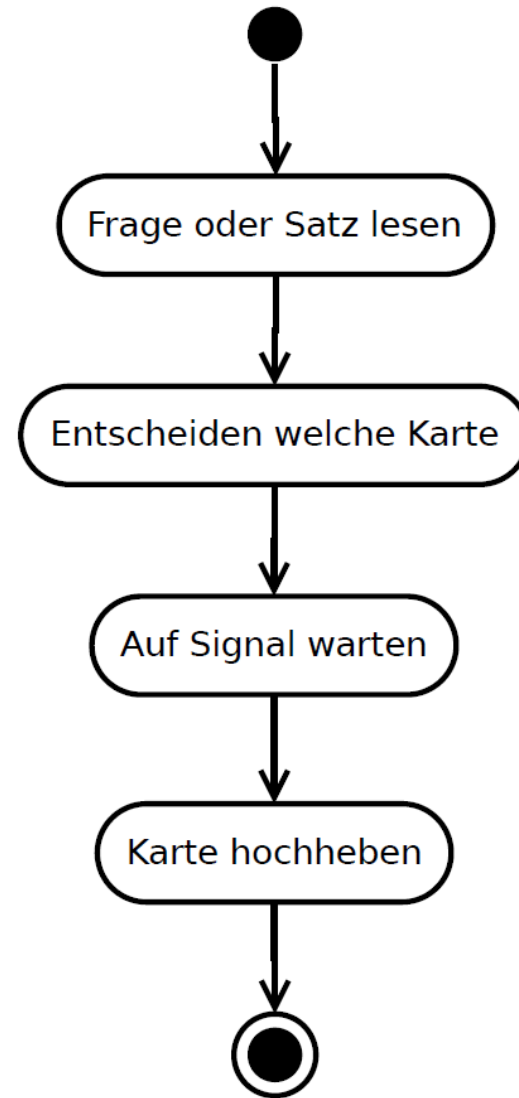 Frage oder Satz lesen
Entscheiden welche Karte
Auf Signal warten
Karte hochheben